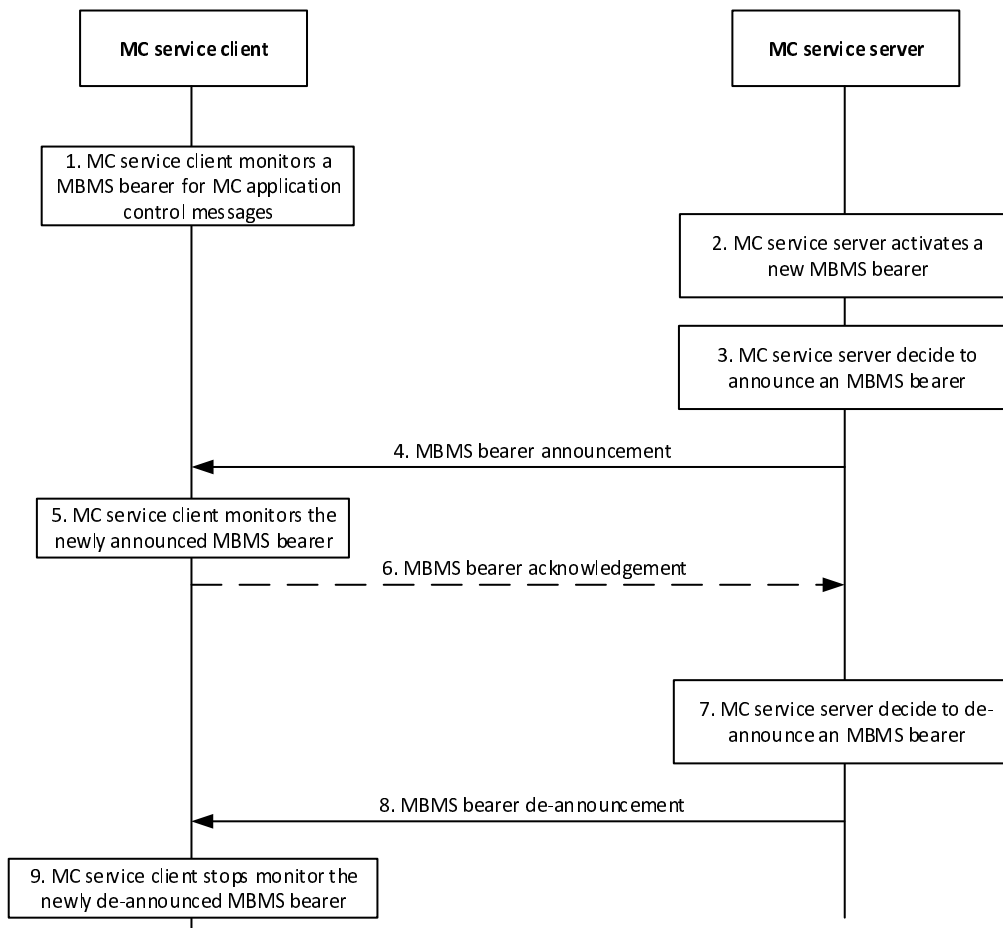 MC service client
MC service server
1. MC service client monitors a
MBMS bearer for MC application
control messages
2. MC service server activates a
new MBMS bearer
3. MC service server decide to
announce an MBMS bearer
4. MBMS bearer announcement
5. MC service client monitors the
newly announced MBMS bearer
6. MBMS bearer acknowledgement
7. MC service server decide to de-
announce an MBMS bearer
8. MBMS bearer de-announcement
9. MC service client stops monitor the
newly de-announced MBMS bearer